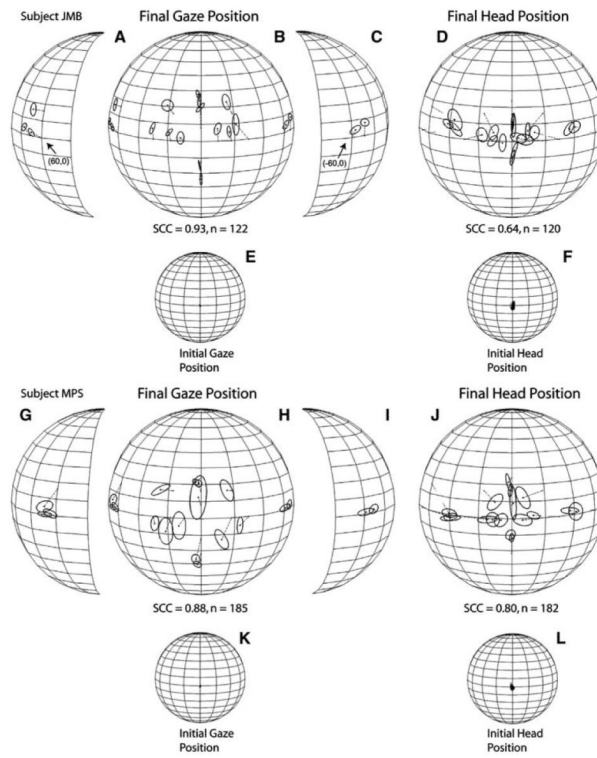 Subject JMB
Final Gaze Position
Final Head Position
A
B
C
D
(60,0)
(-60,0)
SCC = 0.93, n = 122
SCC = 0.64, n = 120
E
F
Initial Gaze
Position
Initial Head
Position
Subject MPS
Final Gaze Position
Final Head Position
G
H
I
J
SCC = 0.88, n = 185
SCC = 0.80, n = 182
K
L
Initial Gaze
Position
Initial Head
Position